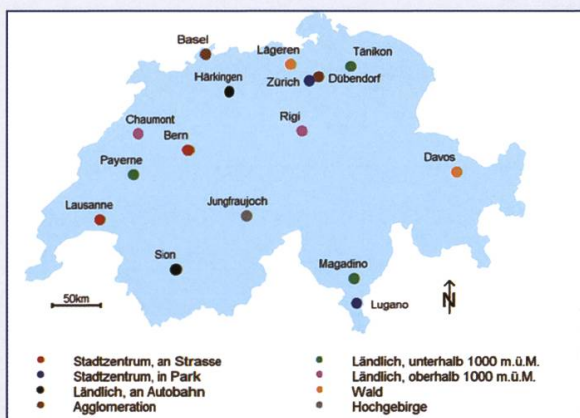 Basel
Lägeren
Tänikon
Härkingen
Zürich
Dübendorf
Chaumont
Rigi
Bern
Payerne
Davos
Lausanne
Jungfraujoch
Sion
Magadino
50km
N
Lugano
Stadtzentrum, an Strasse
Stadtzentrum, in Park
Ländlich, an Autobahn
Agglomeration
Ländlich, unterhalb 1000 m.ü.M.
Ländlich, oberhalb 1000 m.ü.M.
Wald
Hochgebirge